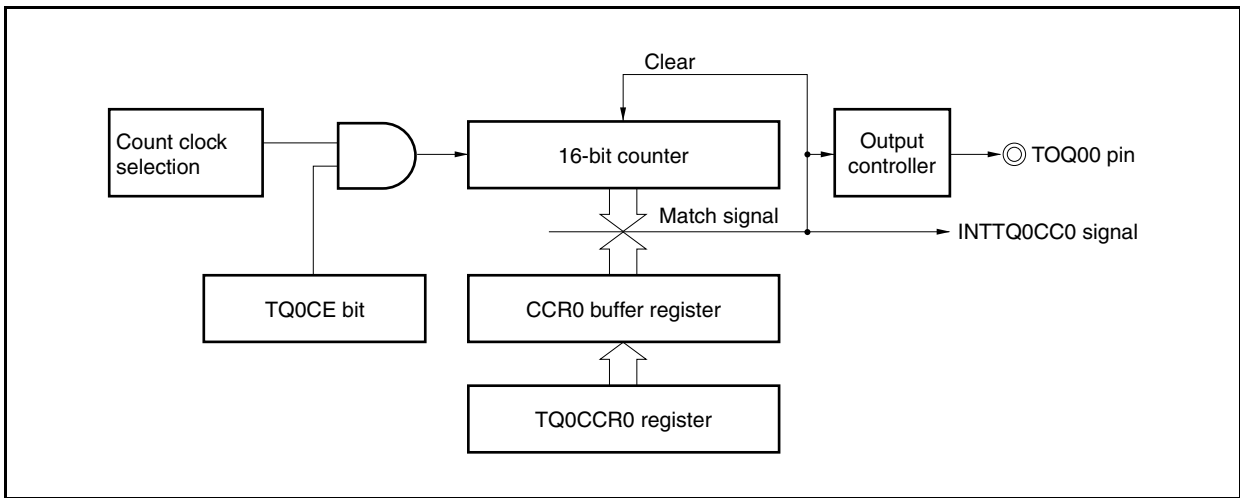 Clear
Count clock
selection
16-bit counter
Output
controller
TOQ00 pin
Match signal
INTTQ0CC0 signal
TQ0CE bit
CCR0 buffer register
TQ0CCR0 register